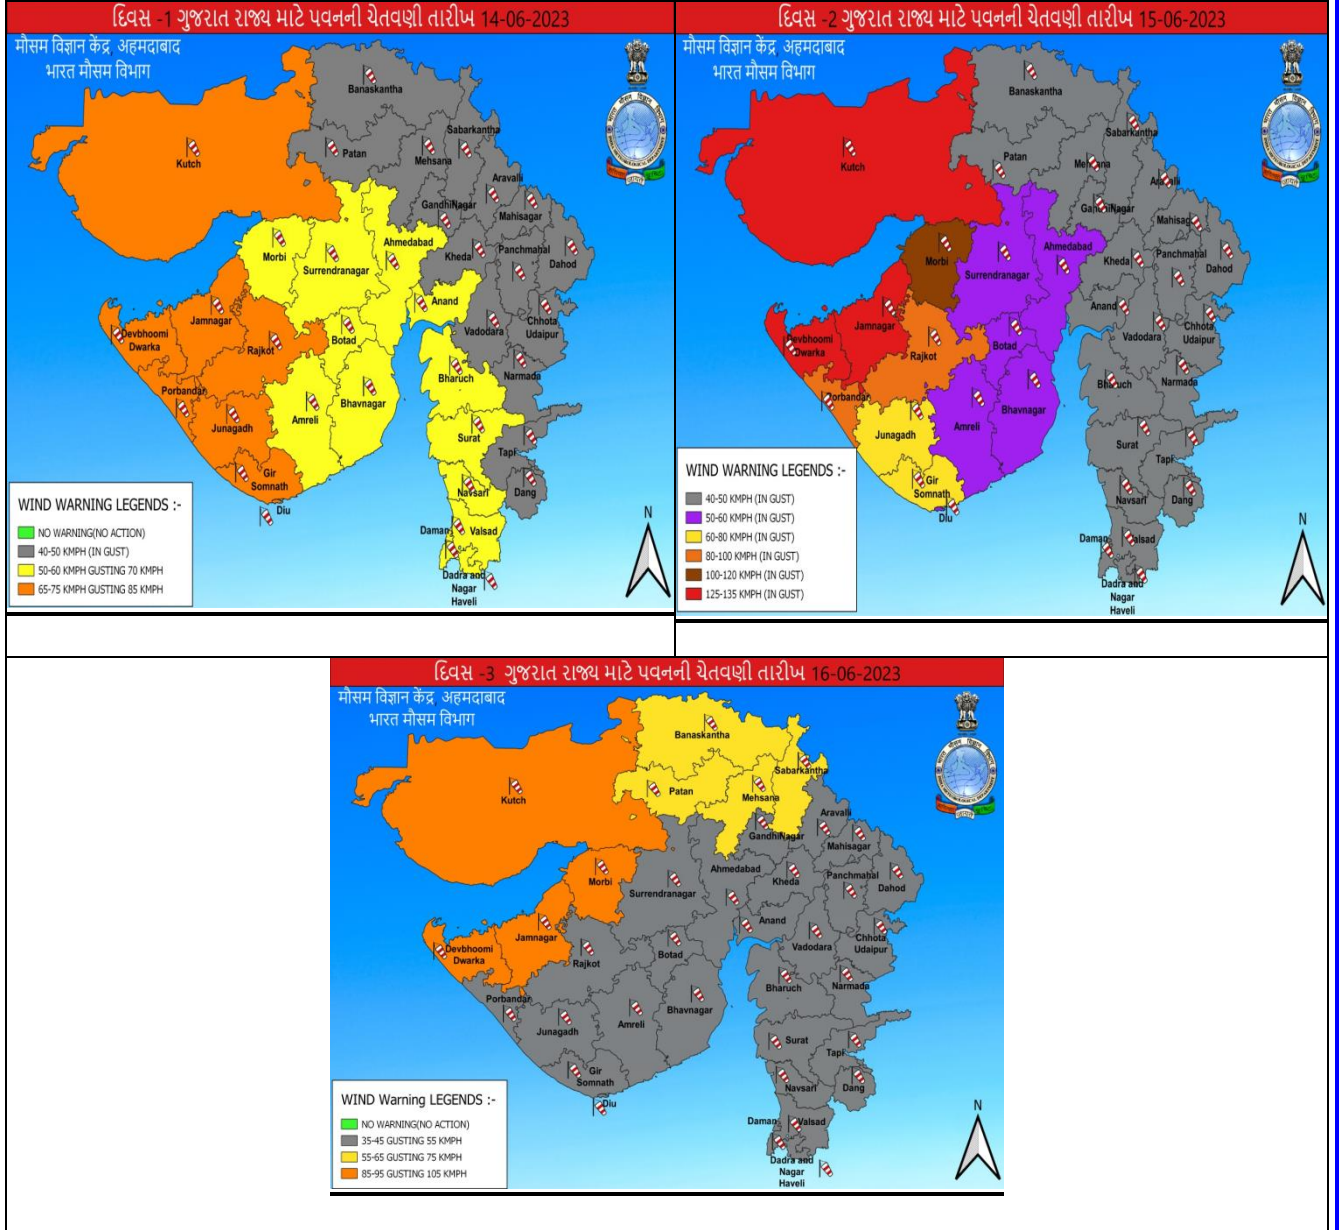 દિવસ -1 ગુજરાત રાજ્ય માટે પવનની ચેતવણી તારીખ 14-06-2023
मौसम विज्ञान केंद्र, अहमदाबाद
भारत मौसम विभाग
Banaskantha
Kutch
Patan
Mehsana
Sabarkantha
Aravalli
GandhiNagar
Mahisagar
Morbi
Surrendranagar
Ahmedabad
Kheda
Panchmahal
Dahod
Jamnagar
Devbhoomi
Dwarka
Rajkot
Botad
Anand
Vadodara
Chhota
Udaipur
Porbandar
Junagadh
Amreli
Bhavnagar
Bharuch
Narmada
Gir
Somnath
Diu
Surat
Tapi
Navsari
Dang
Daman
Valsad
Dadra and
Nagar
Haveli
WIND WARNING LEGENDS :-
NO WARNING(NO ACTION)
40-50 KMPH (IN GUST)
50-60 KMPH GUSTING 70 KMPH
65-75 KMPH GUSTING 85 KMPH
N
દિવસ -2 ગુજરાત રાજ્ય માટે પવનની ચેતવણી તારીખ 15-06-2023
मौसम विज्ञान केंद्र, अहमदाबाद
भारत मौसम विभाग
Banaskantha
Kutch
Patan
Mehsana
Sabarkantha
Aravalli
GandhiNagar
Mahisagar
Morbi
Surrendranagar
Ahmedabad
Kheda
Panchmahal
Dahod
Jamnagar
Devbhoomi
Dwarka
Rajkot
Botad
Anand
Vadodara
Chhota
Udaipur
Porbandar
Junagadh
Amreli
Bhavnagar
Bharuch
Narmada
Gir
Somnath
Diu
Surat
Tapi
Navsari
Dang
Daman
Valsad
Dadra and
Nagar
Haveli
WIND WARNING LEGENDS :-
40-50 KMPH (IN GUST)
50-60 KMPH (IN GUST)
60-80 KMPH (IN GUST)
80-100 KMPH (IN GUST)
100-120 KMPH (IN GUST)
125-135 KMPH (IN GUST)
N
દિવસ -3 ગુજરાત રાજ્ય માટે પવનની ચેતવણી તારીખ 16-06-2023
मौसम विज्ञान केंद्र, अहमदाबाद
भारत मौसम विभाग
Banaskantha
Kutch
Patan
Mehsana
Sabarkantha
Aravalli
GandhiNagar
Mahisagar
Morbi
Surrendranagar
Ahmedabad
Kheda
Panchmahal
Dahod
Jamnagar
Devbhoomi
Dwarka
Rajkot
Botad
Anand
Vadodara
Chhota
Udaipur
Porbandar
Junagadh
Amreli
Bhavnagar
Bharuch
Narmada
Gir
Somnath
Diu
Surat
Tapi
Navsari
Dang
Daman
Valsad
Dadra and
Nagar
Haveli
WIND Warning LEGENDS :-
NO WARNING(NO ACTION)
35-45 GUSTING 55 KMPH
55-65 GUSTING 75 KMPH
85-95 GUSTING 105 KMPH
N